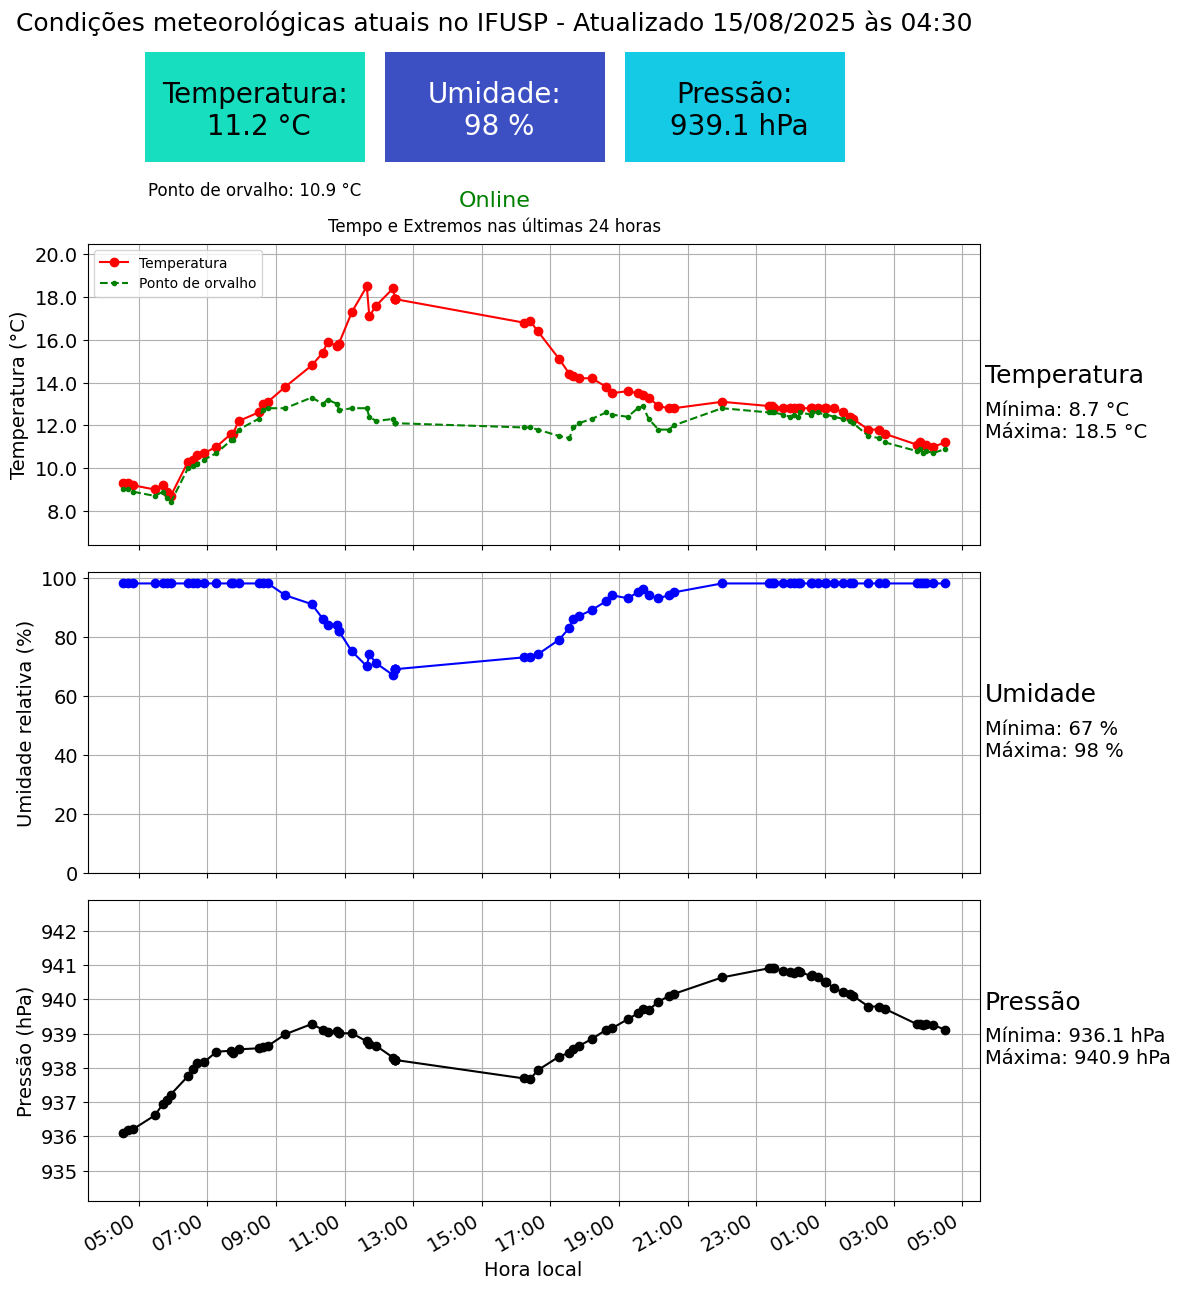 Condições meteorológicas atuais no IFUSP - Atualizado 15/08/2025 às 04:30
Temperatura:
11.2 °C
Umidade:
98 %
Pressão:
939.1 hPa
Ponto de orvalho: 10.9 °C
Online
Tempo e Extremos nas últimas 24 horas
Temperatura
Ponto de orvalho
Temperatura (°C)
20.0
18.0
16.0
14.0
12.0
10.0
8.0
Temperatura
Mínima: 8.7 °C
Máxima: 18.5 °C
Umidade relativa (%)
100
80
60
40
20
0
Umidade
Mínima: 67 %
Máxima: 98 %
Pressão (hPa)
942
941
940
939
938
937
936
935
Pressão
Mínima: 936.1 hPa
Máxima: 940.9 hPa
05:00 07:00 09:00 11:00 13:00 15:00 17:00 19:00 21:00 23:00 01:00 03:00 05:00
Hora local